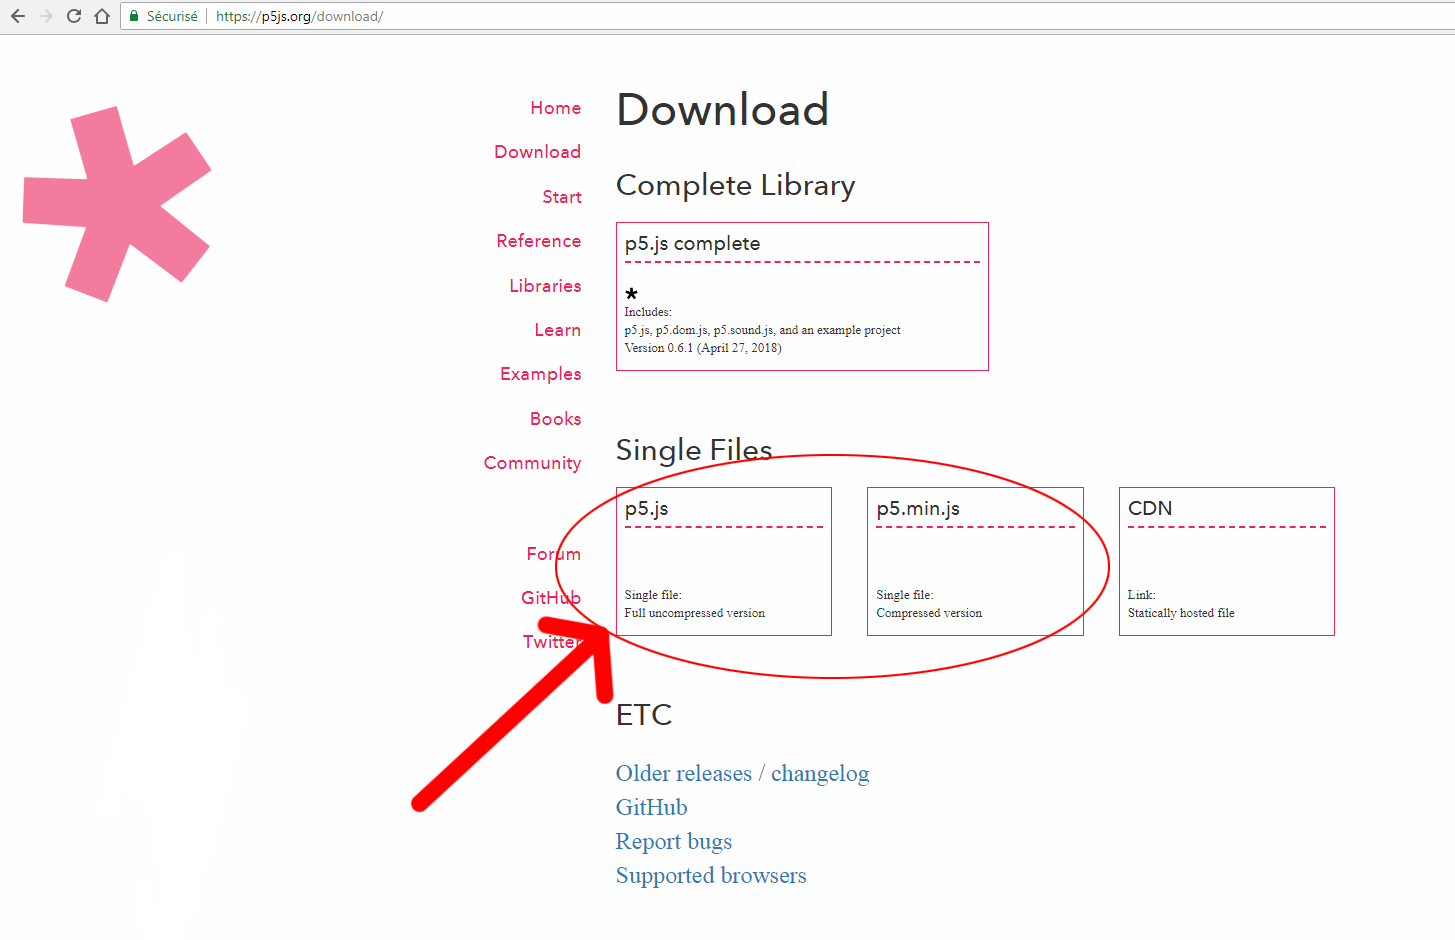 Sécurisé
https://p5js.org/download/
Home
Download
Start
Reference
Libraries
Learn
Examples
Books
Community
Forum
GitHub
Twitter
Download
Complete Library
p5.js complete
*
Includes:
p5.js, p5.dom.js, p5.sound.js, and an example project
Version 0.6.1 (April 27, 2018)
Single Files
p5.js
Single file:
Full uncompressed version
p5.min.js
Single file:
Compressed version
CDN
Link:
Statically hosted file
ETC
Older releases / changelog
GitHub
Report bugs
Supported browsers